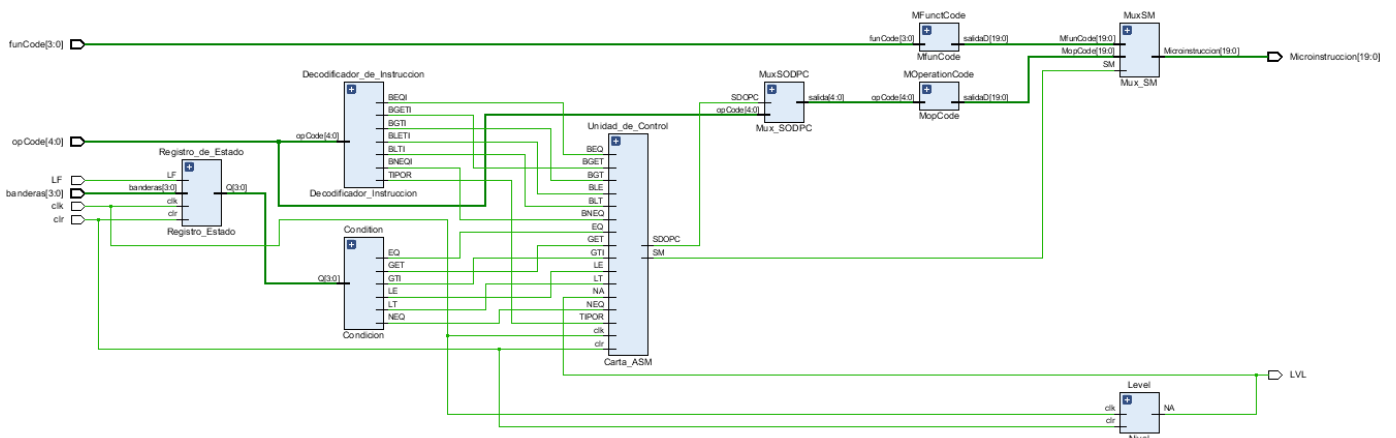 MFunctCode
MuxSM
funCode[3:0]
funCode[3:0]
salidaD[19:0]
MfunCode[19:0]
MopCode[19:0]
SM
Microinstruccion[19:0]
Microinstruccion[19:0]
MfunCode
Mux_SM
Decodificador_de_Instruccion
MuxSODPC
MOperationCode
SDOPC
opCode[4:0]
salida[4:0]
opCode[4:0]
salidaD[19:0]
Mux_SODPC
MopCode
opCode[4:0]
opCode[4:0]
BEQI
BGETI
BGTI
BLETI
BLTI
BNEQI
TIPOR
Decodificador_Instruccion
Registro_de_Estado
LF
banderas[3:0]
clk
clr
LF
banderas[3:0]
clk
clr
Q[3:0]
Registro_Estado
Unidad_de_Control
BEQ
BGET
BGT
BLE
BLT
BNEQ
EQ
GET
GTI
LE
LT
NA
NEQ
TIPOR
clk
clr
SDOPC
SM
Carta_ASM
Condition
Q[3:0]
EQ
GET
GTI
LE
LT
NEQ
Condicion
LVL
Level
clk
clr
NA